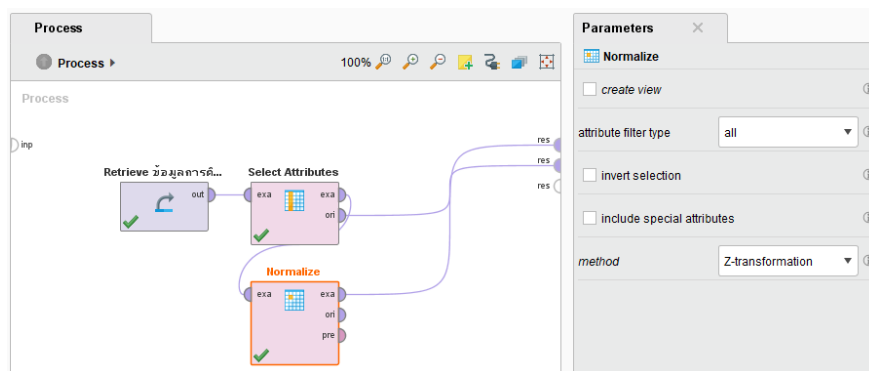 Process
Process
100%
Process
inp
Retrieve ข้อมูลการดิ...
out
Select Attributes
exa
exa
ori
Normalize
exa
exa
ori
pre
res
res
res
Parameters
Normalize
create view
attribute filter type
all
invert selection
include special attributes
method
Z-transformation